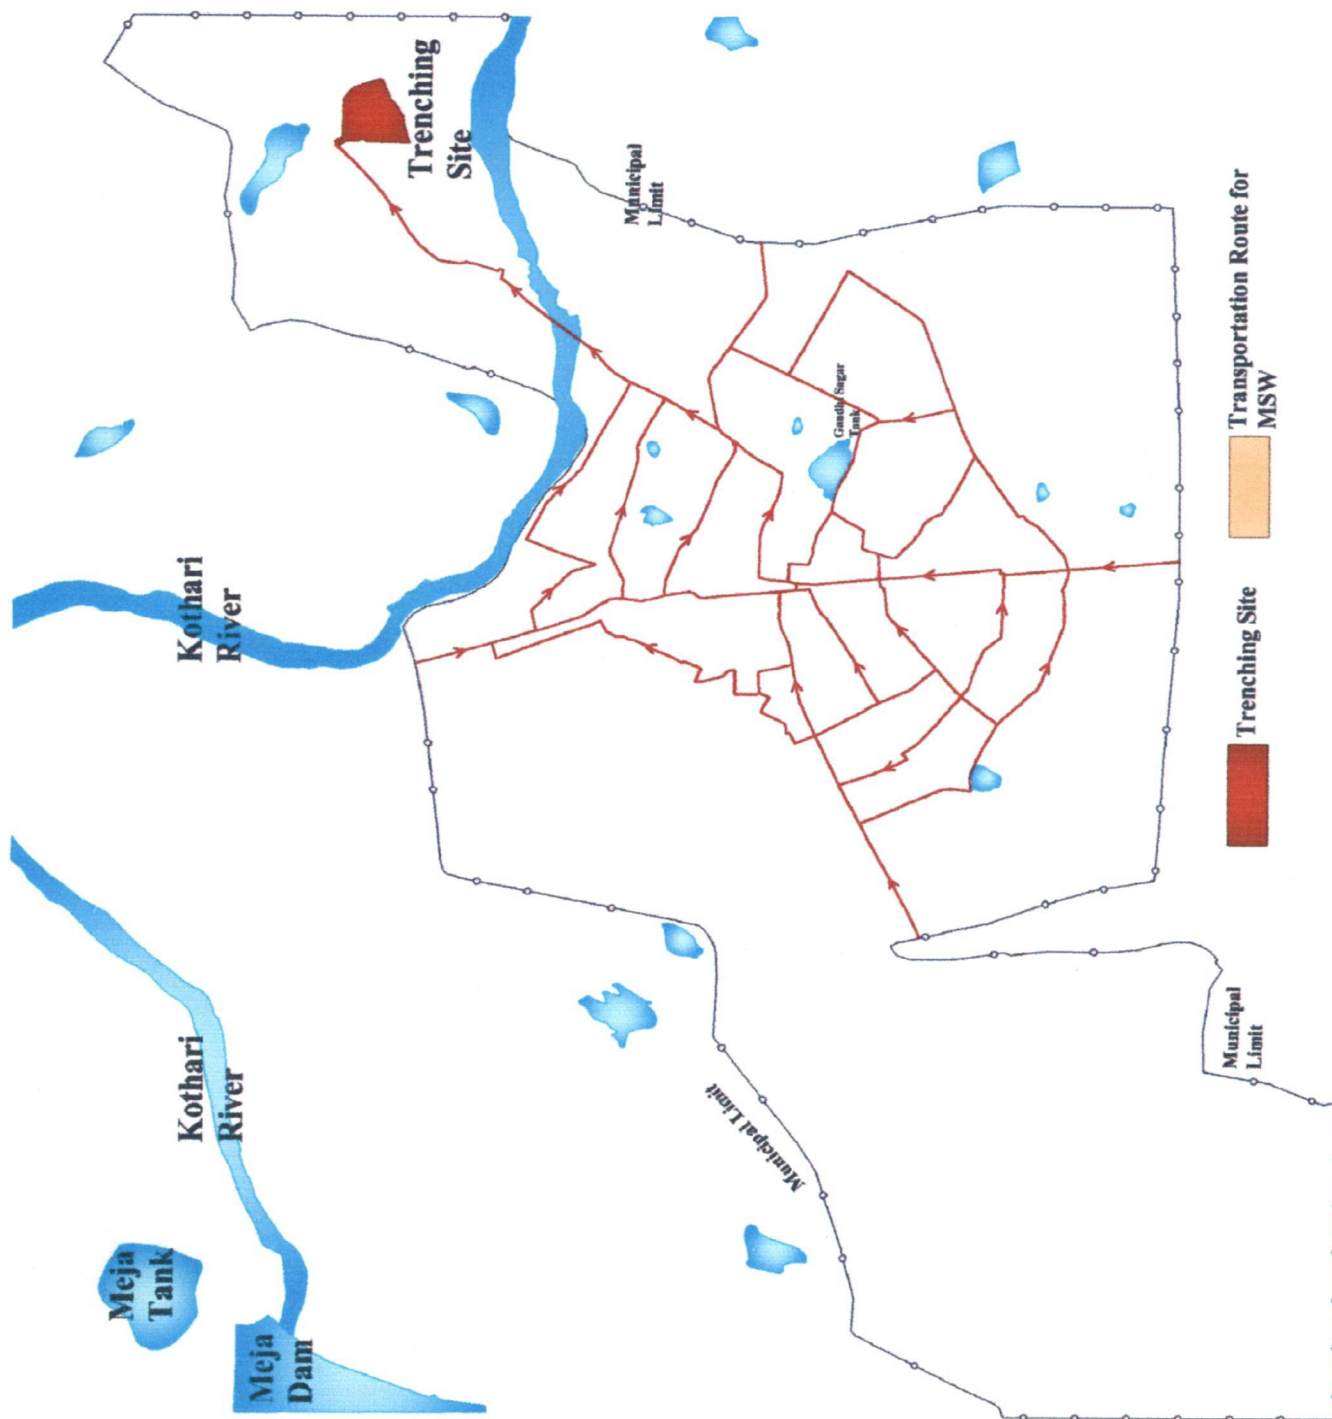 Meja
Tank
Meja
Dam
Kothari
River
Kothari
River
Trenching
Site
Municipal
Limit
Gandhi Sagar
Tank
Municipal Limit
Municipal
Limit
Trenching Site
Transportation Route for
MSW